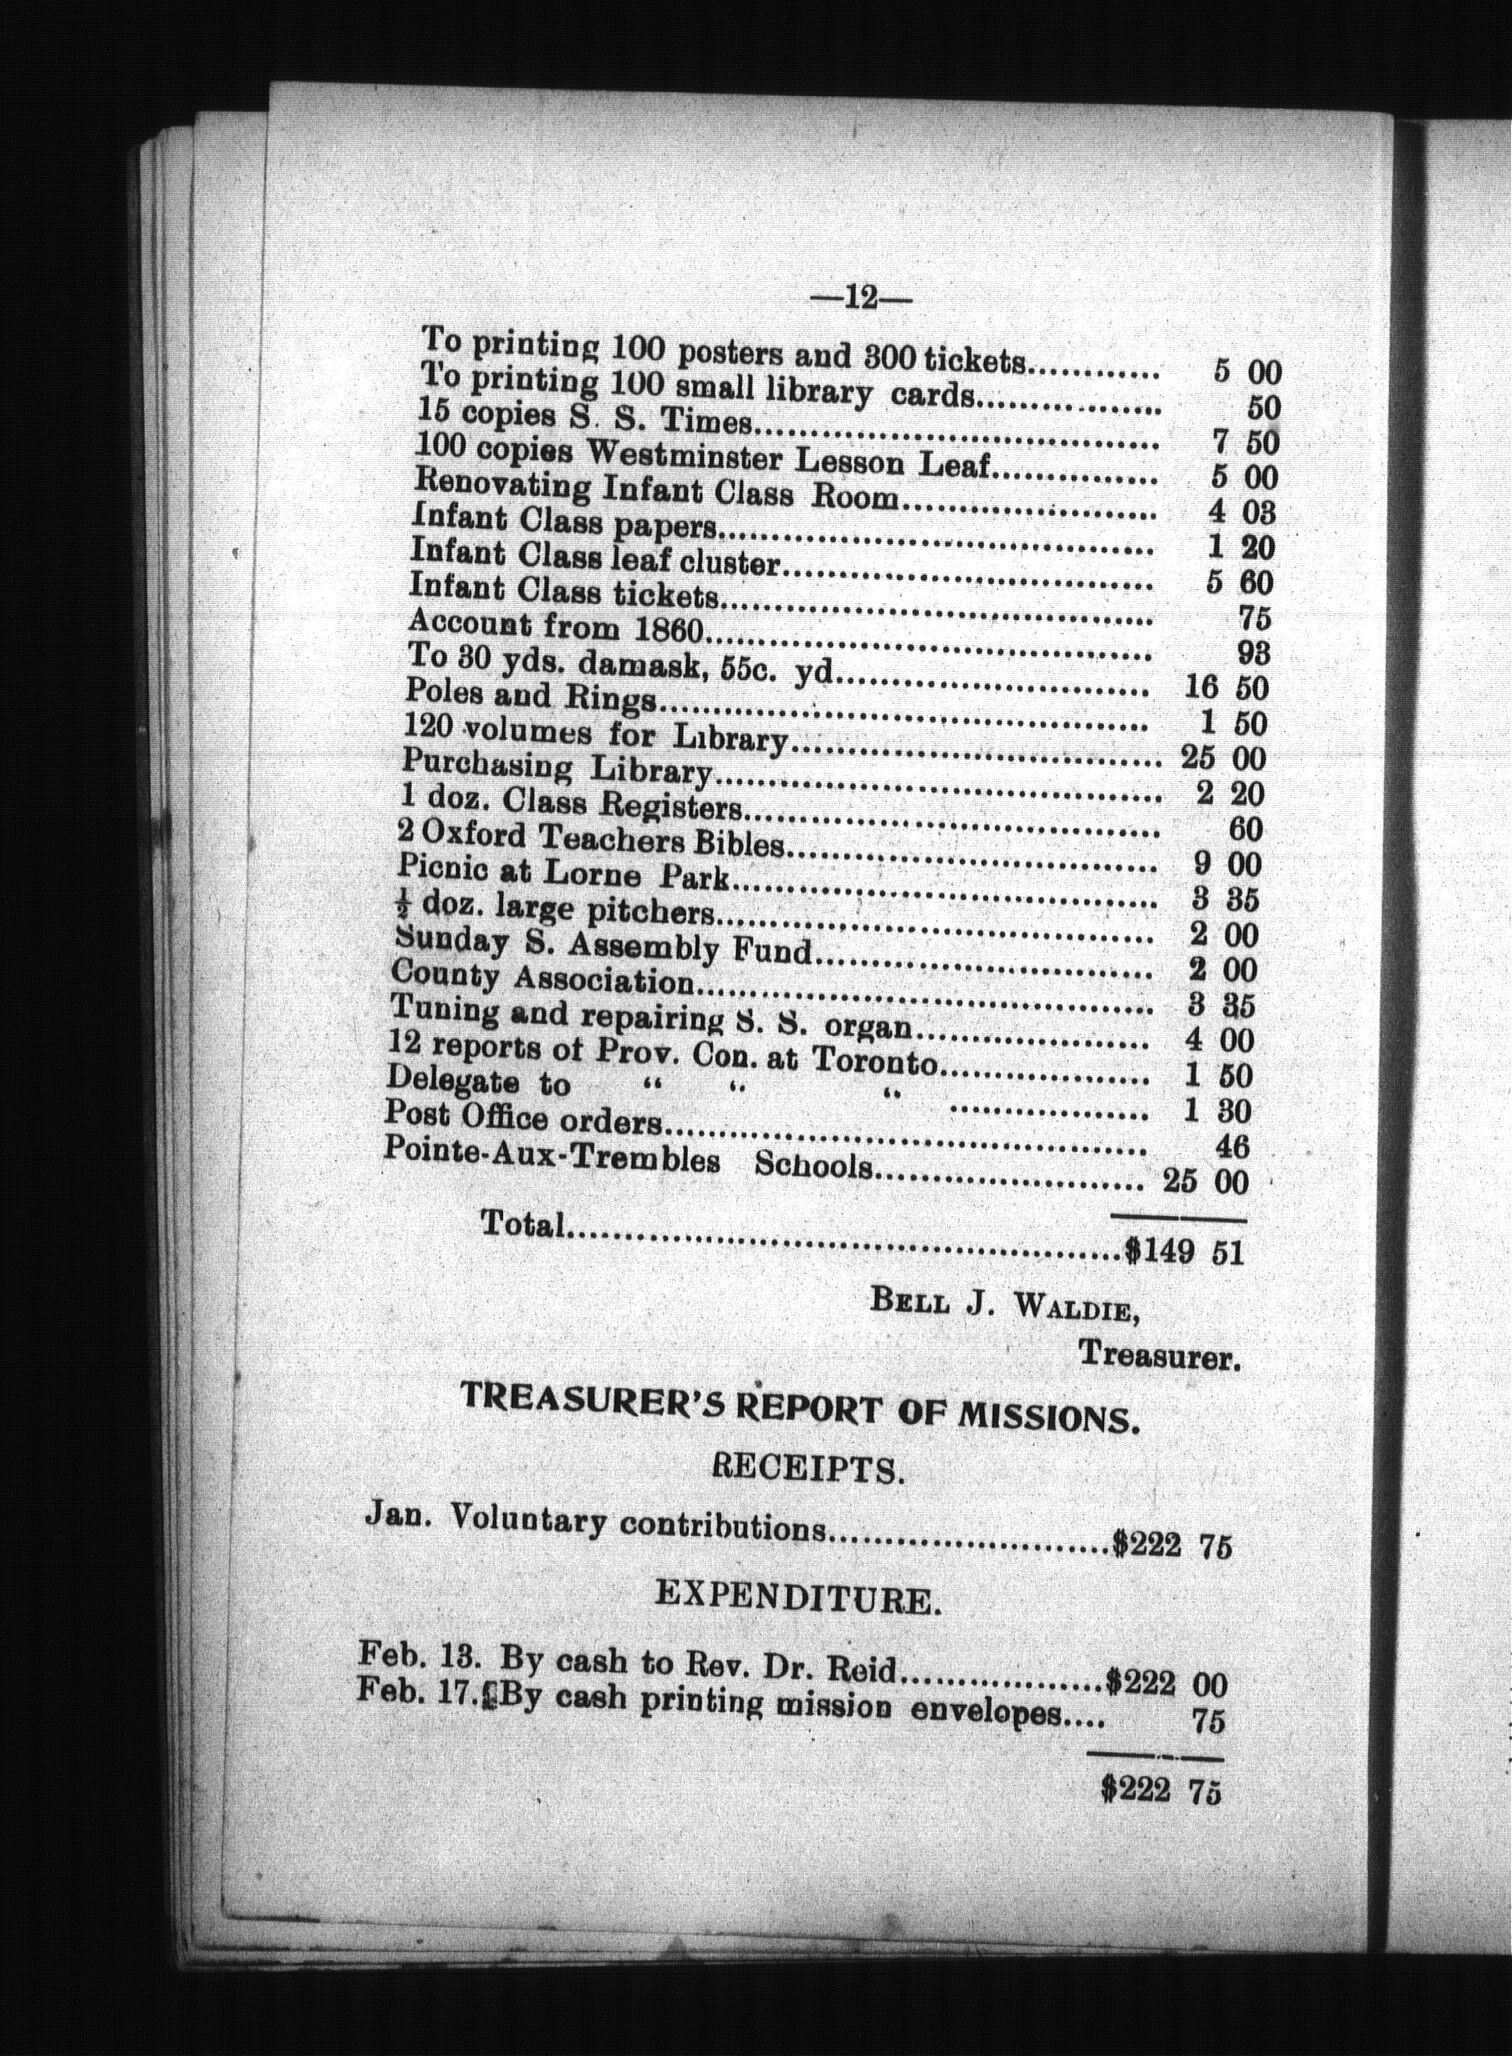 —12—
To printing 100 posters and 300 tickets............ 5 00
To printing 100 small library cards................ 50
15 copies S. S. Times.................................... 7 50
100 copies Westminster Lesson Leaf............... 5 00
Renovating Infant Class Room....................... 4 03
Infant Class papers....................................... 1 20
Infant Class leaf cluster................................. 5 60
Infant Class tickets....................................... 75
Account from 1860........................................ 93
To 30 yds. damask, 55c. yd............................ 16 50
Poles and Rings............................................ 1 50
120 volumes for Library................................. 25 00
Purchasing Library........................................ 2 20
1 doz. Class Registers..................................... 60
2 Oxford Teachers Bibles................................. 9 00
Picnic at Lorne Park...................................... 3 35
½ doz. large pitchers....................................... 2 00
Sunday S. Assembly Fund.............................. 2 00
County Association......................................... 3 35
Tuning and repairing S. S. organ..................... 4 00
12 reports of Prov. Con. at Toronto................... 1 50
Delegate to “ “ “ .................. 1 30
Post Office orders........................................... 46
Pointe-Aux-Trembles Schools........................ 25 00
Total..................................................$149 51
BELL J. WALDIE,
Treasurer.
TREASURER'S REPORT OF MISSIONS.
RECEIPTS.
Jan. Voluntary contributions.........................$222 75
EXPENDITURE.
Feb. 13. By cash to Rev. Dr. Reid..................$222 00
Feb. 17. By cash printing mission envelopes.... 75
$222 75